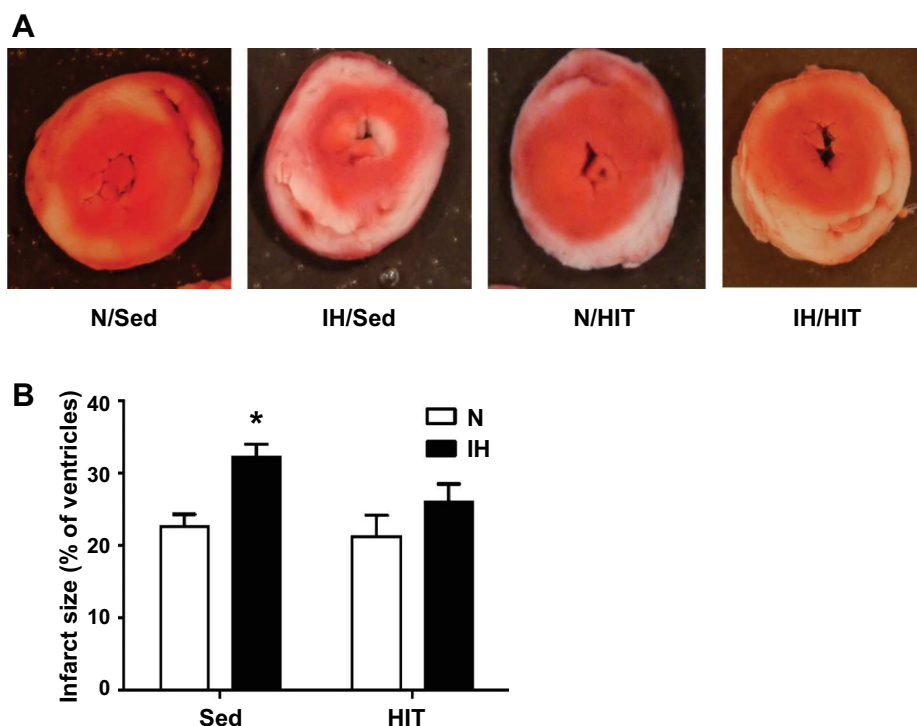 A
N/Sed IH/Sed N/HIT IH/HIT
B
Infarct size (% of ventricles)
40
30
20
10
0
*
N
IH
Sed HIT